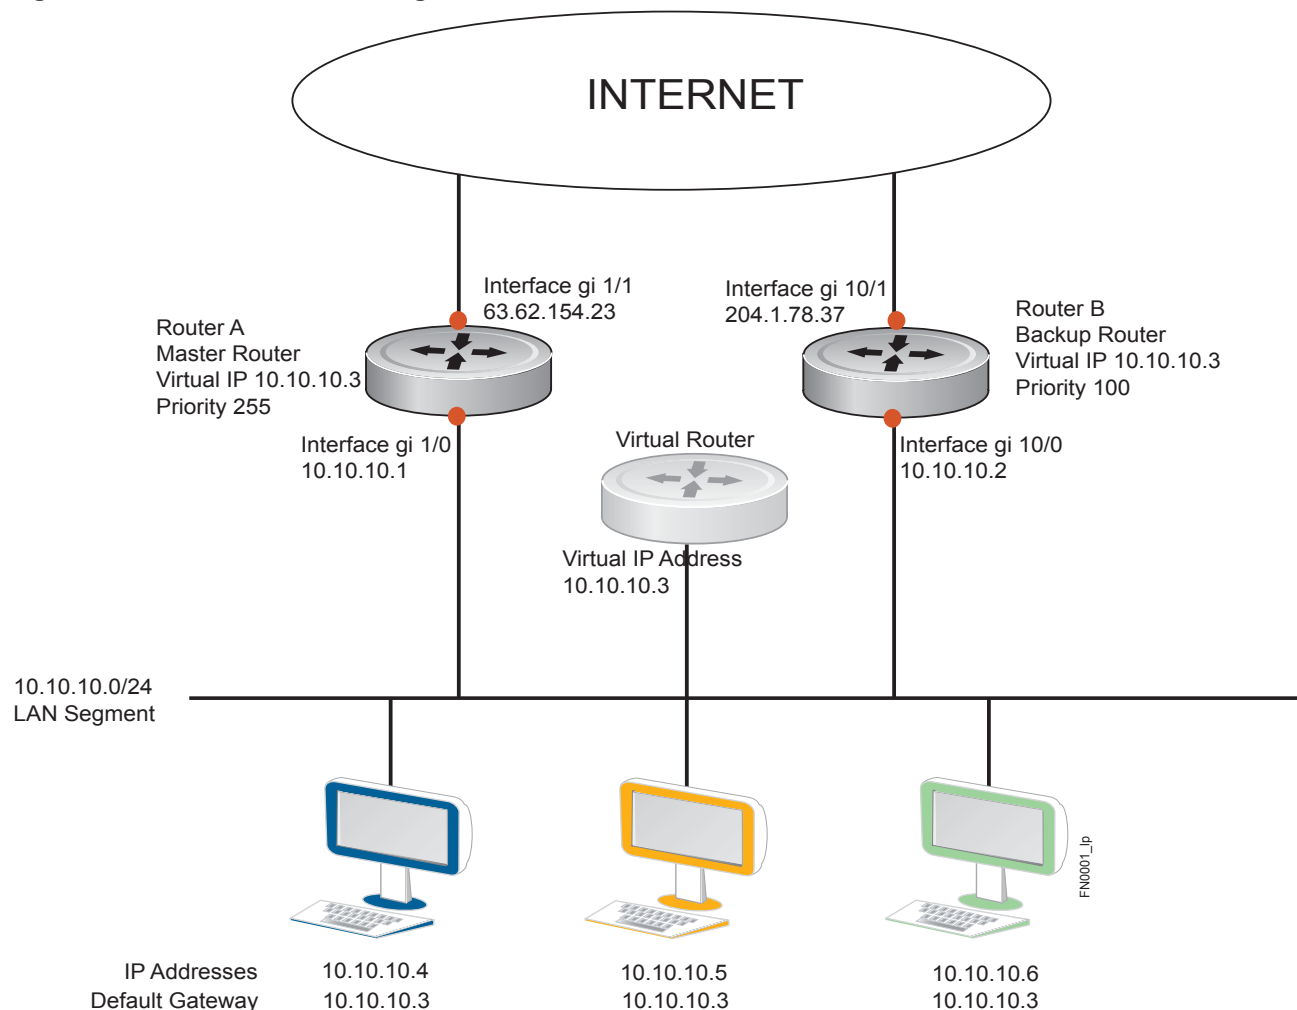 INTERNET
Interface gi 1/1
63.62.154.23
Interface gi 10/1
204.1.78.37
Router A
Master Router
Virtual IP 10.10.10.3
Priority 255
Router B
Backup Router
Virtual IP 10.10.10.3
Priority 100
Interface gi 1/0
10.10.10.1
Virtual Router
Interface gi 10/0
10.10.10.2
Virtual IP Address
10.10.10.3
10.10.10.0/24
LAN Segment
FN0001_lp
IP Addresses 10.10.10.4 10.10.10.5 10.10.10.6
Default Gateway 10.10.10.3 10.10.10.3 10.10.10.3